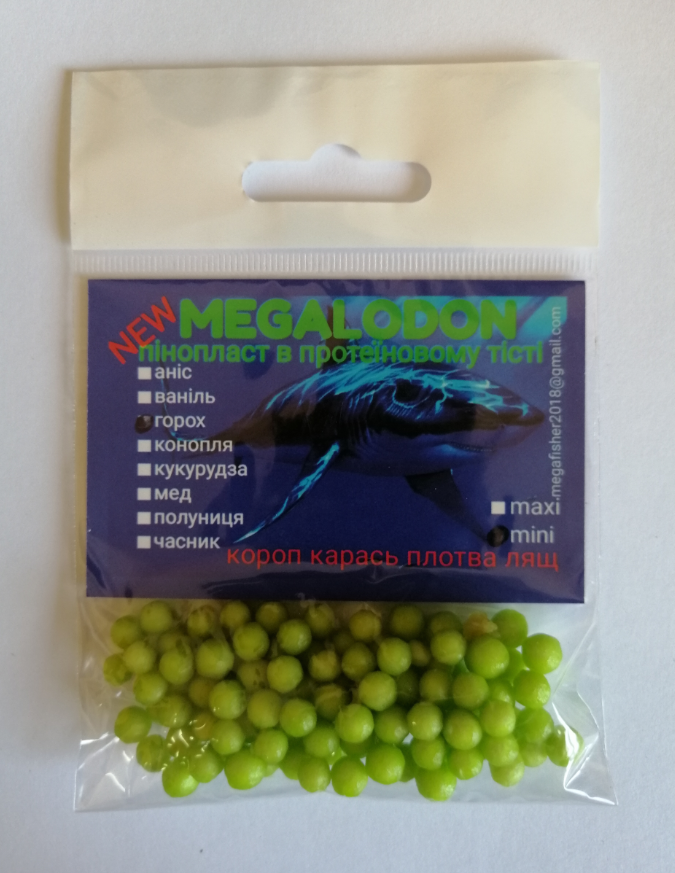 NEW
MEGALODON
пінопласт в протеїновому тісті
аніс
ваніль
горох
конопля
кукурудза
мед
полуниця
часник
megafisher2018@gmail.com
maxi
mini
короп карась плотва лящ